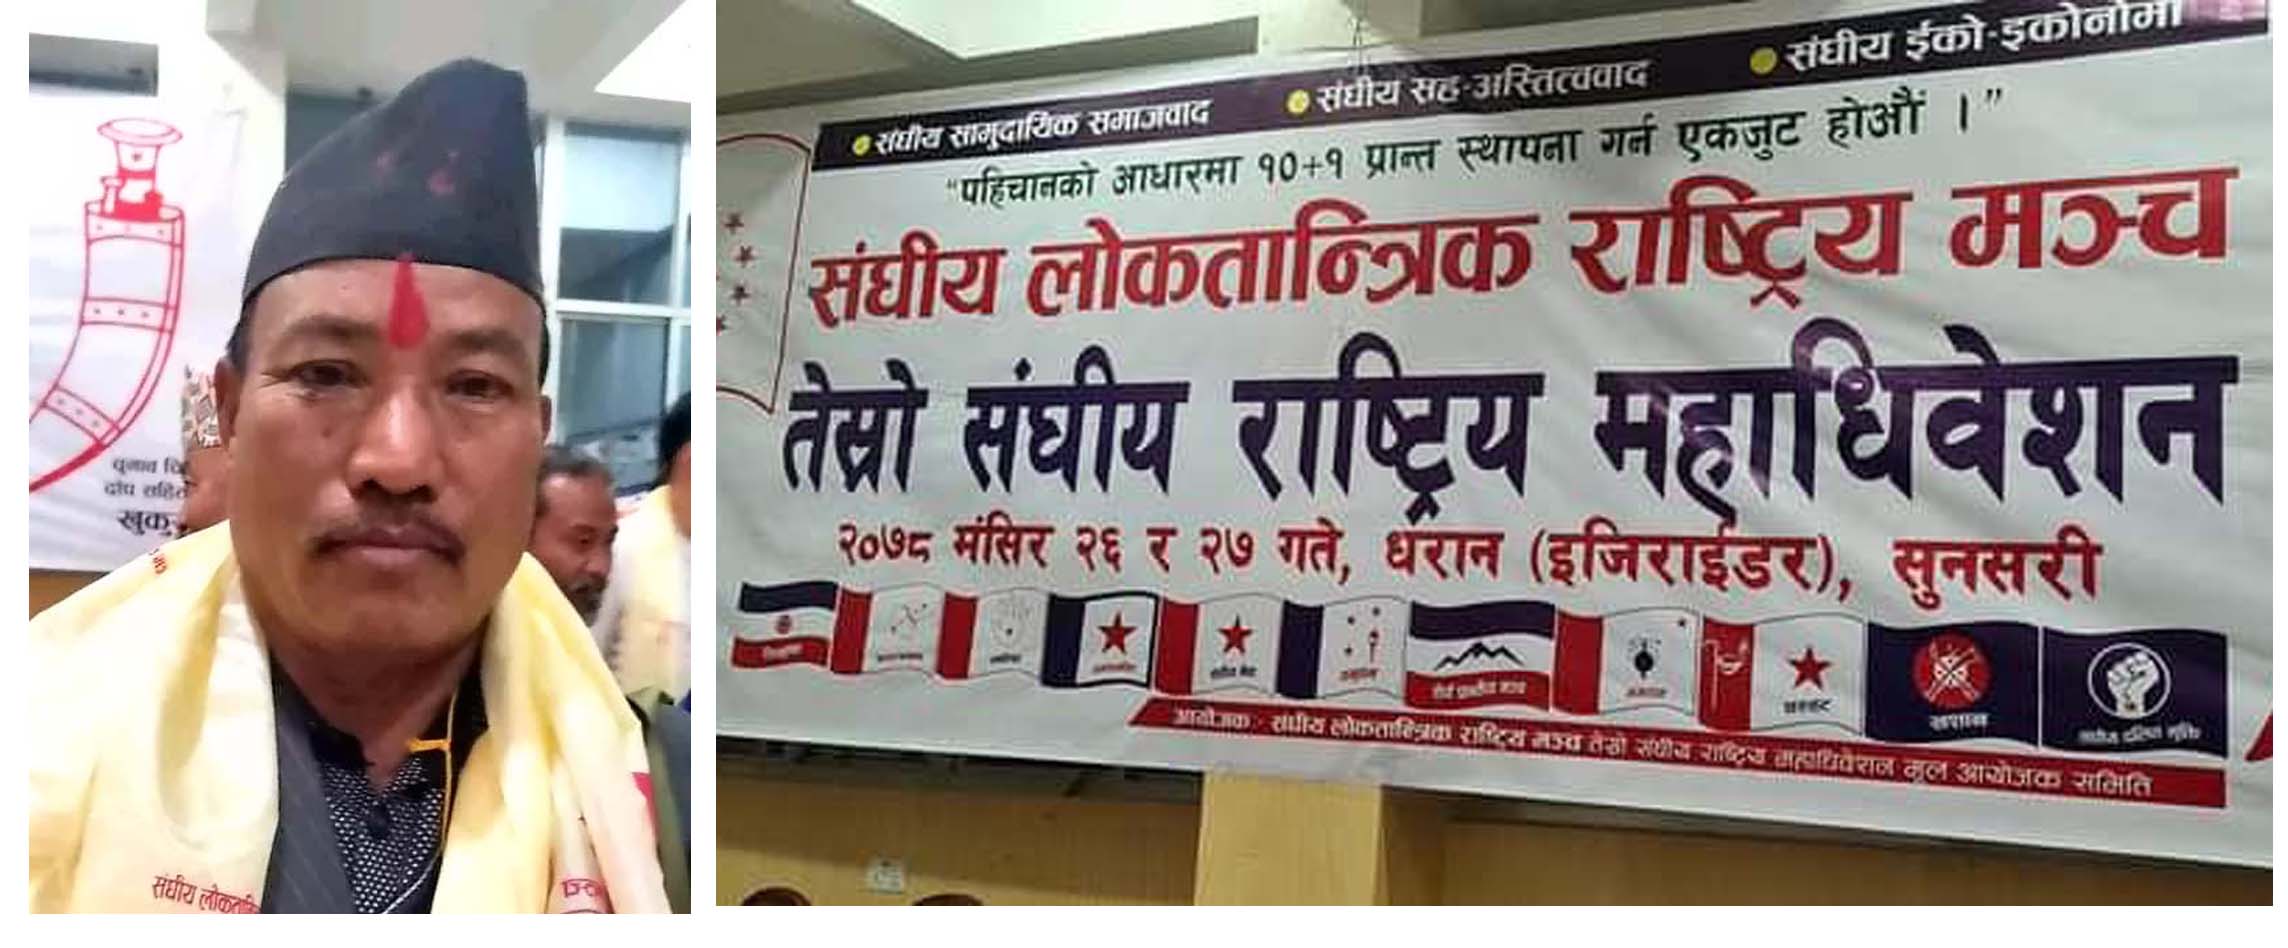 चुनाव चि
खुकु
संघीय लोकतान्त्रि
● संघीय सामुदायिक समाजवाद ● संघीय सह-अस्तित्ववाद ● संघीय ईको-इकोनोमी
“पहिचानको आधारमा १०+१ प्रान्त स्थापना गर्न एकजुट होऔं ।”
संघीय लोकतान्त्रिक राष्ट्रिय मञ्च
तेस्रो संघीय राष्ट्रिय महाधिवेशन
२०७८ मंसिर २६ र २७ गते, धरान (इजिराईडर), सुनसरी
आयोजक:- संघीय लोकतान्त्रिक राष्ट्रिय मञ्च तेस्रो संघीय राष्ट्रिय महाधिवेशन मूल आयोजक समिति